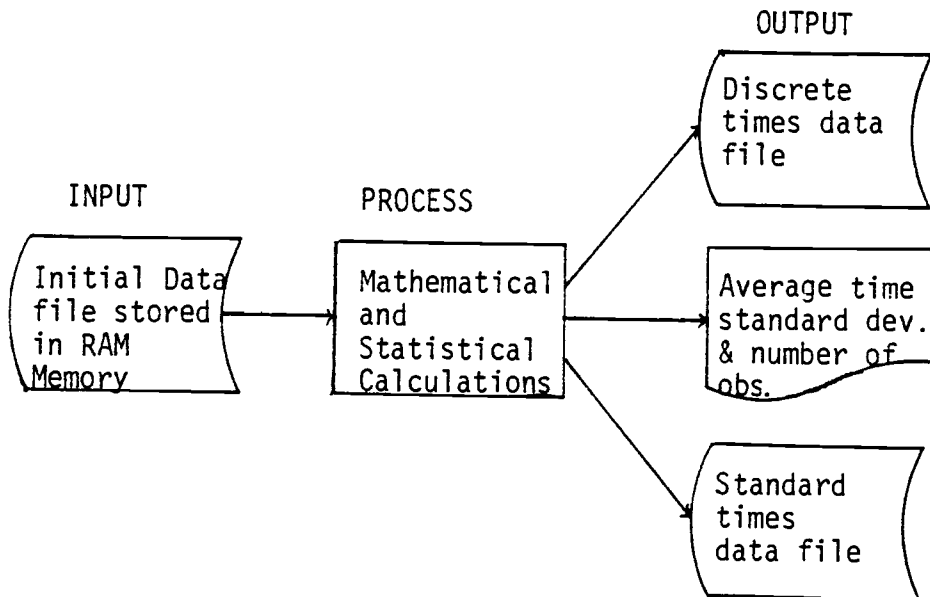 INPUT
Initial Data
file stored
in RAM
Memory
PROCESS
Mathematical
and
Statistical
Calculations
OUTPUT
Discrete
times data
file
Average time
standard dev.
& number of
obs.
Standard
times
data file